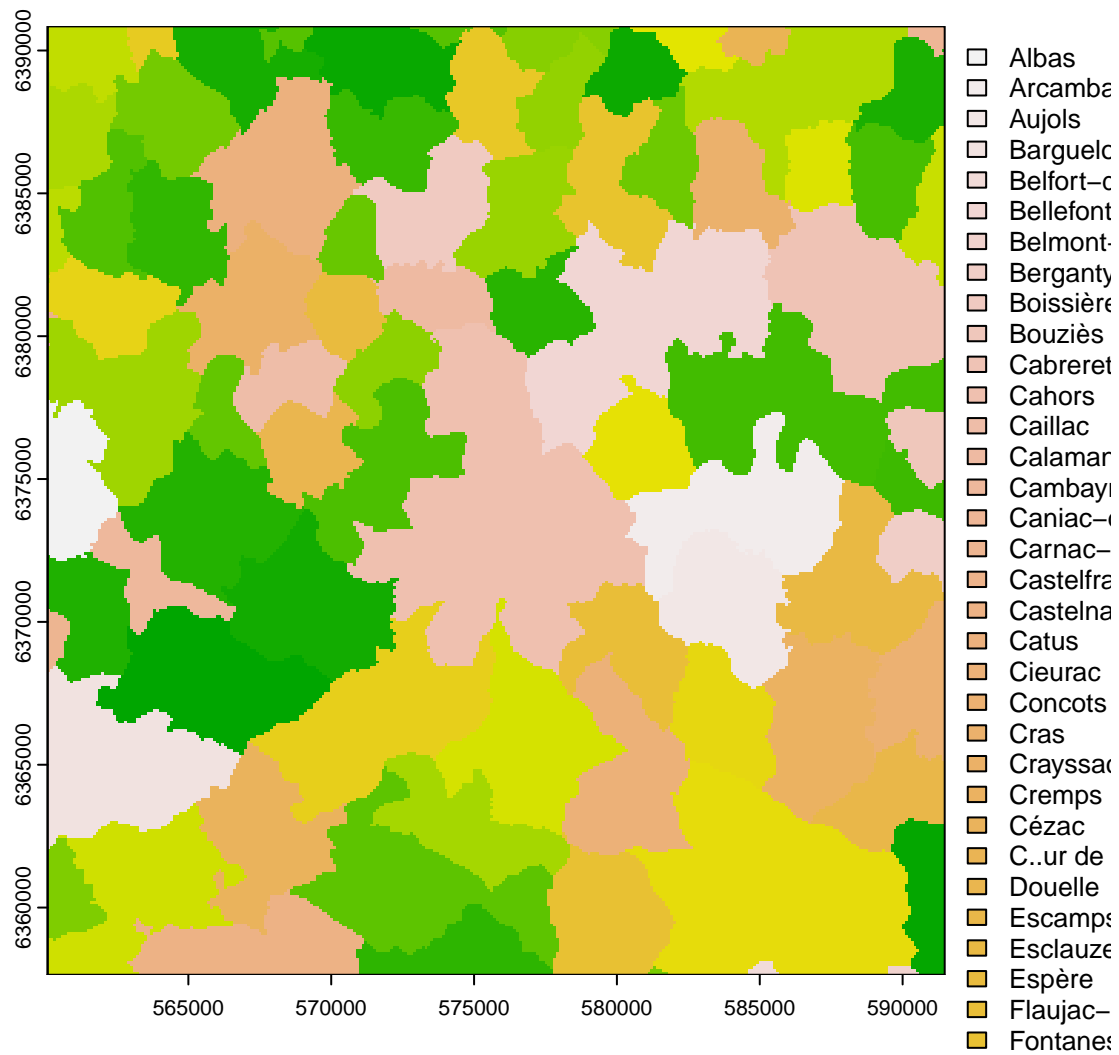 6390000
6385000
6380000
6375000
6370000
6365000
6360000
565000 570000 575000 580000 585000 590000
Albas
Arcamba
Aujols
Barguelo
Belfort−
Bellefont
Belmont-
Berganty
Boissière
Bouziès
Cabreret
Cahors
Caillac
Calaman
Cambayr
Caniac−
Carnac−
Castelfra
Castelna
Catus
Cieurac
Concots
Cras
Crayssac
Cremps
Cézac
C..ur de
Douelle
Escamps
Esclauze
Espère
Flaujac−
Fontanes